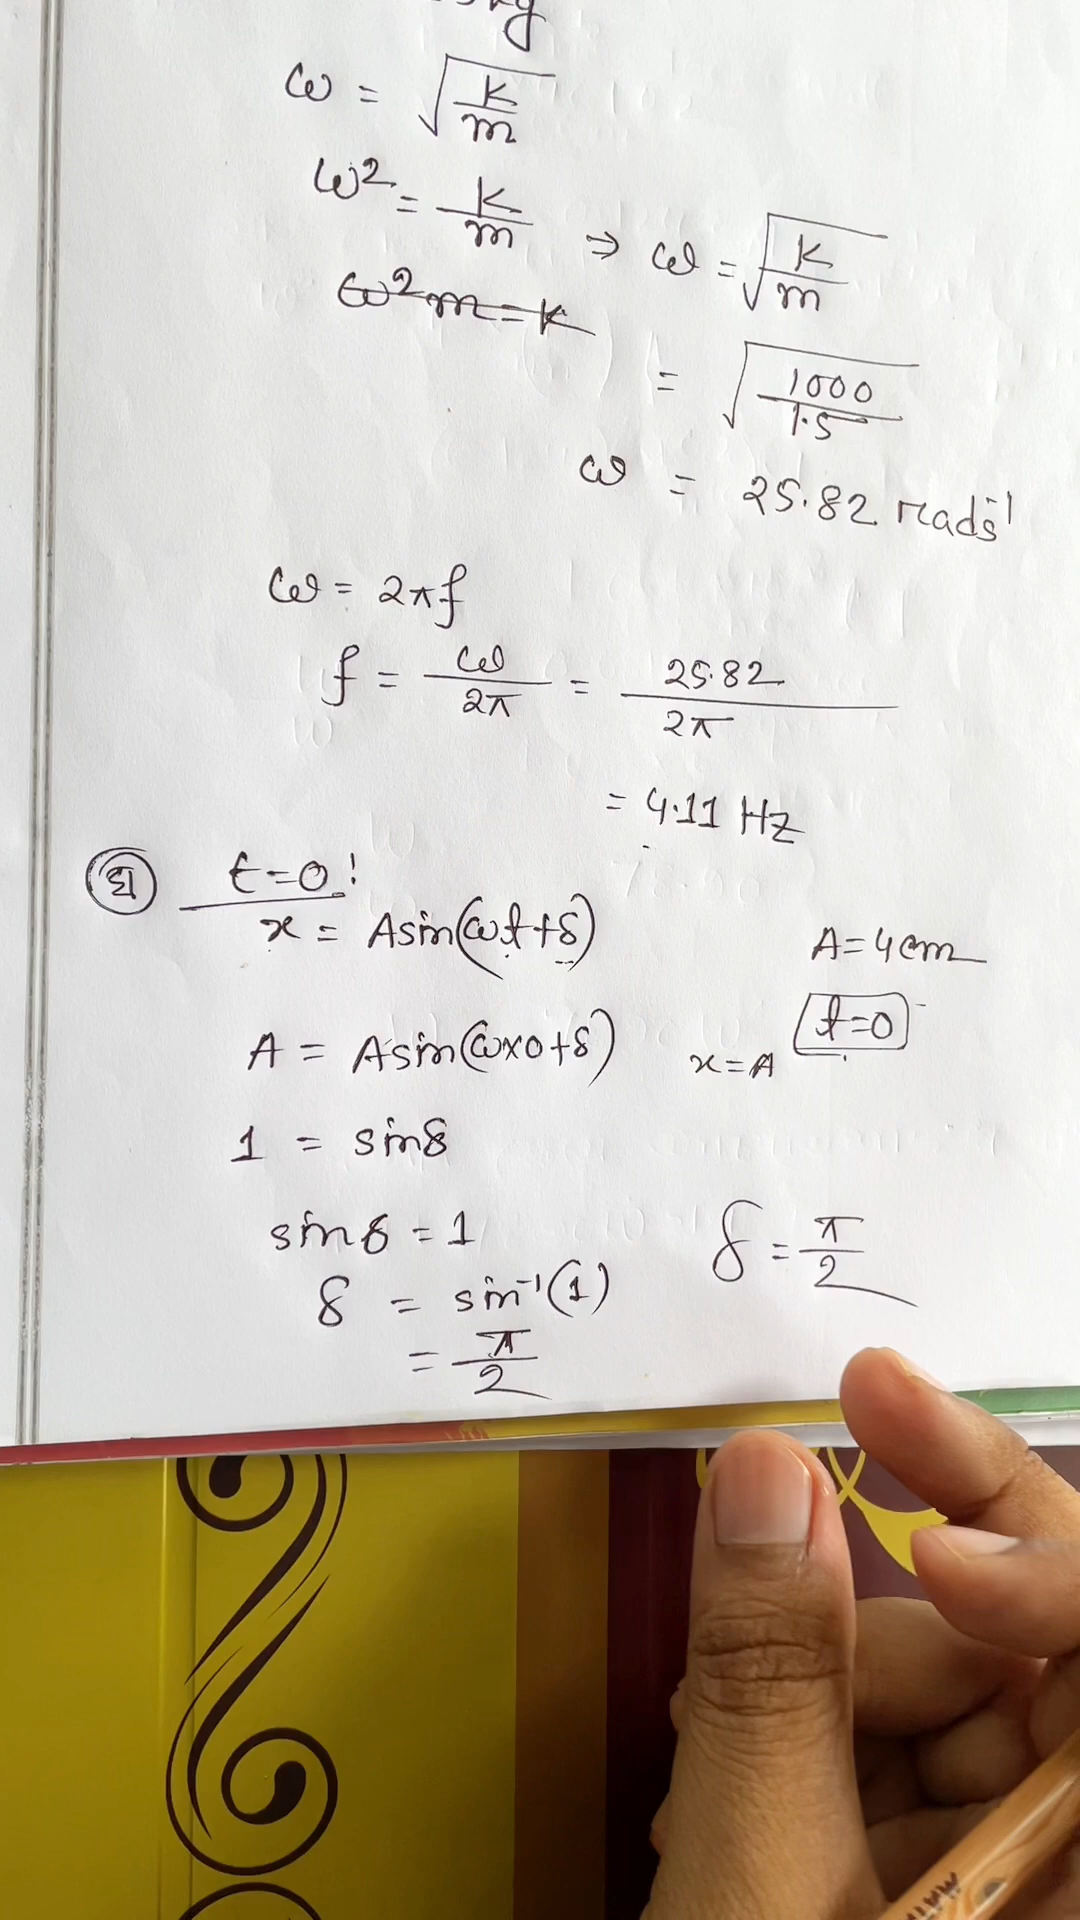 ω = √(k/m)
ω² = k/m ⇒ ω = √(k/m)
ω²m = k
= √(1000/1.5)
ω = 25.82 rads⁻¹
ω = 2πf
f = ω/2π = 25.82/2π
= 4.11 Hz
ঘ t=0!
x = Asin(ωt+δ)
A=4cm
t=0
A = Asin(ω×0+δ) x=A
1 = sinδ
sinδ = 1
δ = π/2
δ = sin⁻¹(1)
= π/2